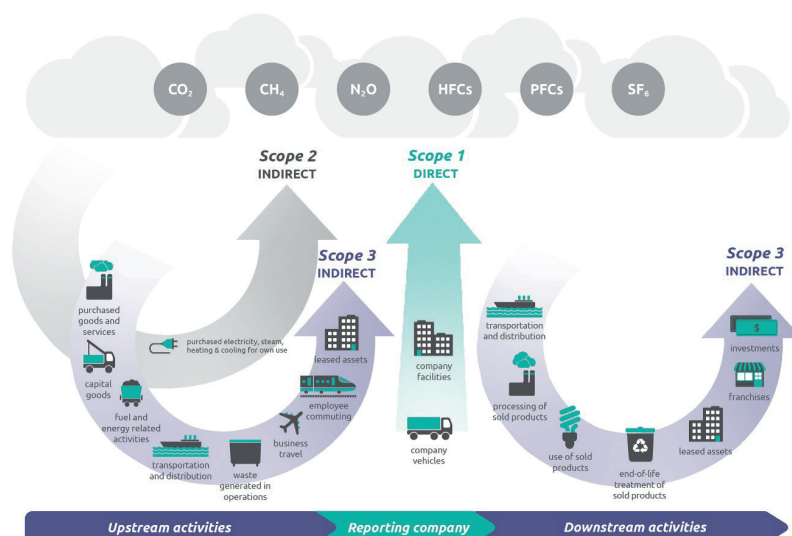 CO₂
CH₄
N₂O
HFCs
PFCs
SF₆
Scope 2
INDIRECT
Scope 1
DIRECT
Scope 3
INDIRECT
Scope 3
INDIRECT
purchased
goods and
services
capital
goods
fuel and
energy related
activities
transportation
and distribution
waste
generated in
operations
business
travel
employee
commuting
leased assets
purchased electricity, steam,
heating & cooling for own use
company
facilities
company
vehicles
transportation
and distribution
processing of
sold products
use of sold
products
end-of-life
treatment of
sold products
leased assets
franchises
investments
$
Upstream activities
Reporting company
Downstream activities